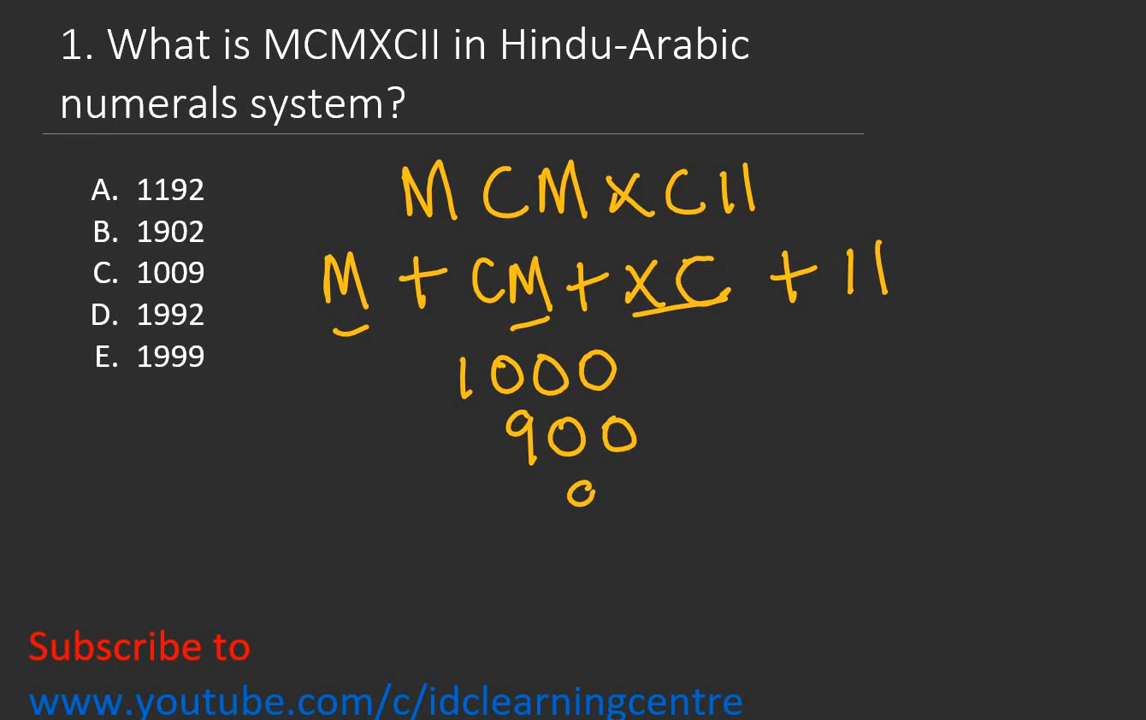 1. What is MCMXCII in Hindu-Arabic
numerals system?
A. 1192
B. 1902
C. 1009
D. 1992
E. 1999
MCMXCII
M + CM + XC + II
1000
900
Subscribe to
www.youtube.com/c/idclearningcentre